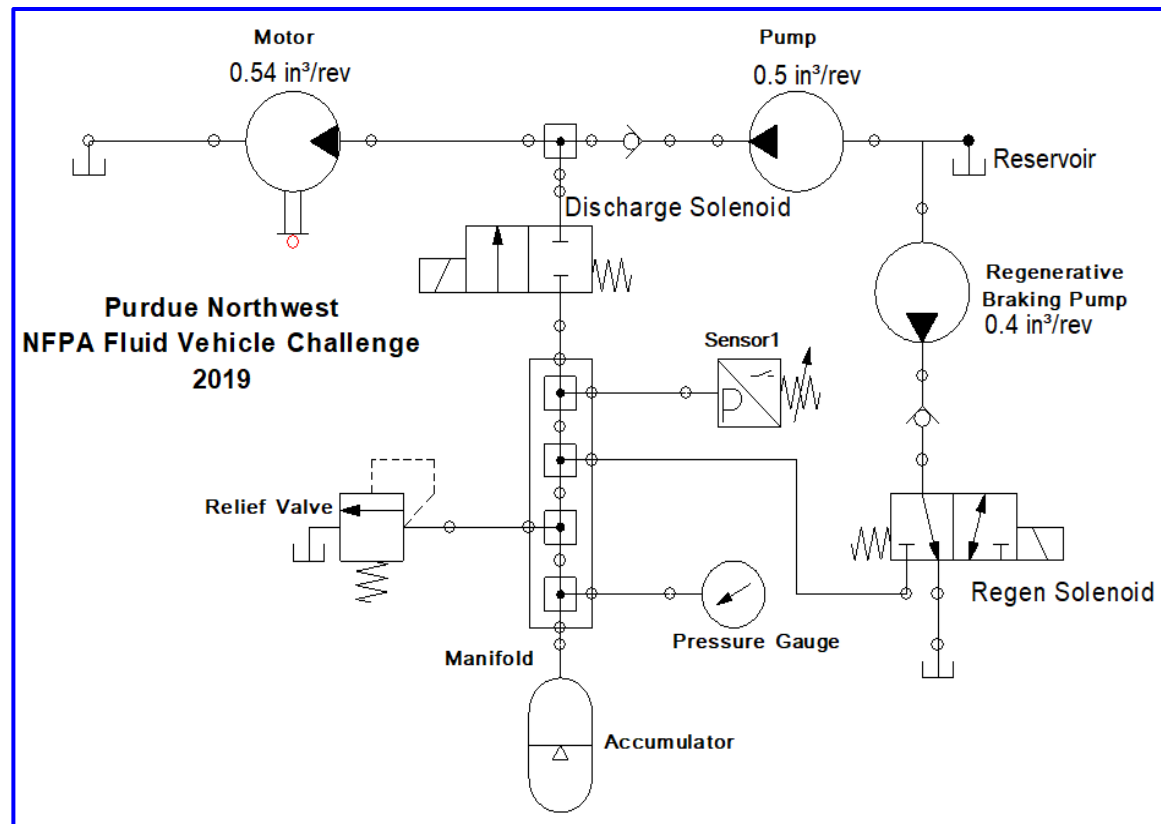 Motor
0.54 in³/rev
Pump
0.5 in³/rev
Reservoir
Discharge Solenoid
Regenerative
Braking Pump
0.4 in³/rev
Purdue Northwest
NFPA Fluid Vehicle Challenge
2019
Sensor1
Relief Valve
Regen Solenoid
Pressure Gauge
Manifold
Accumulator